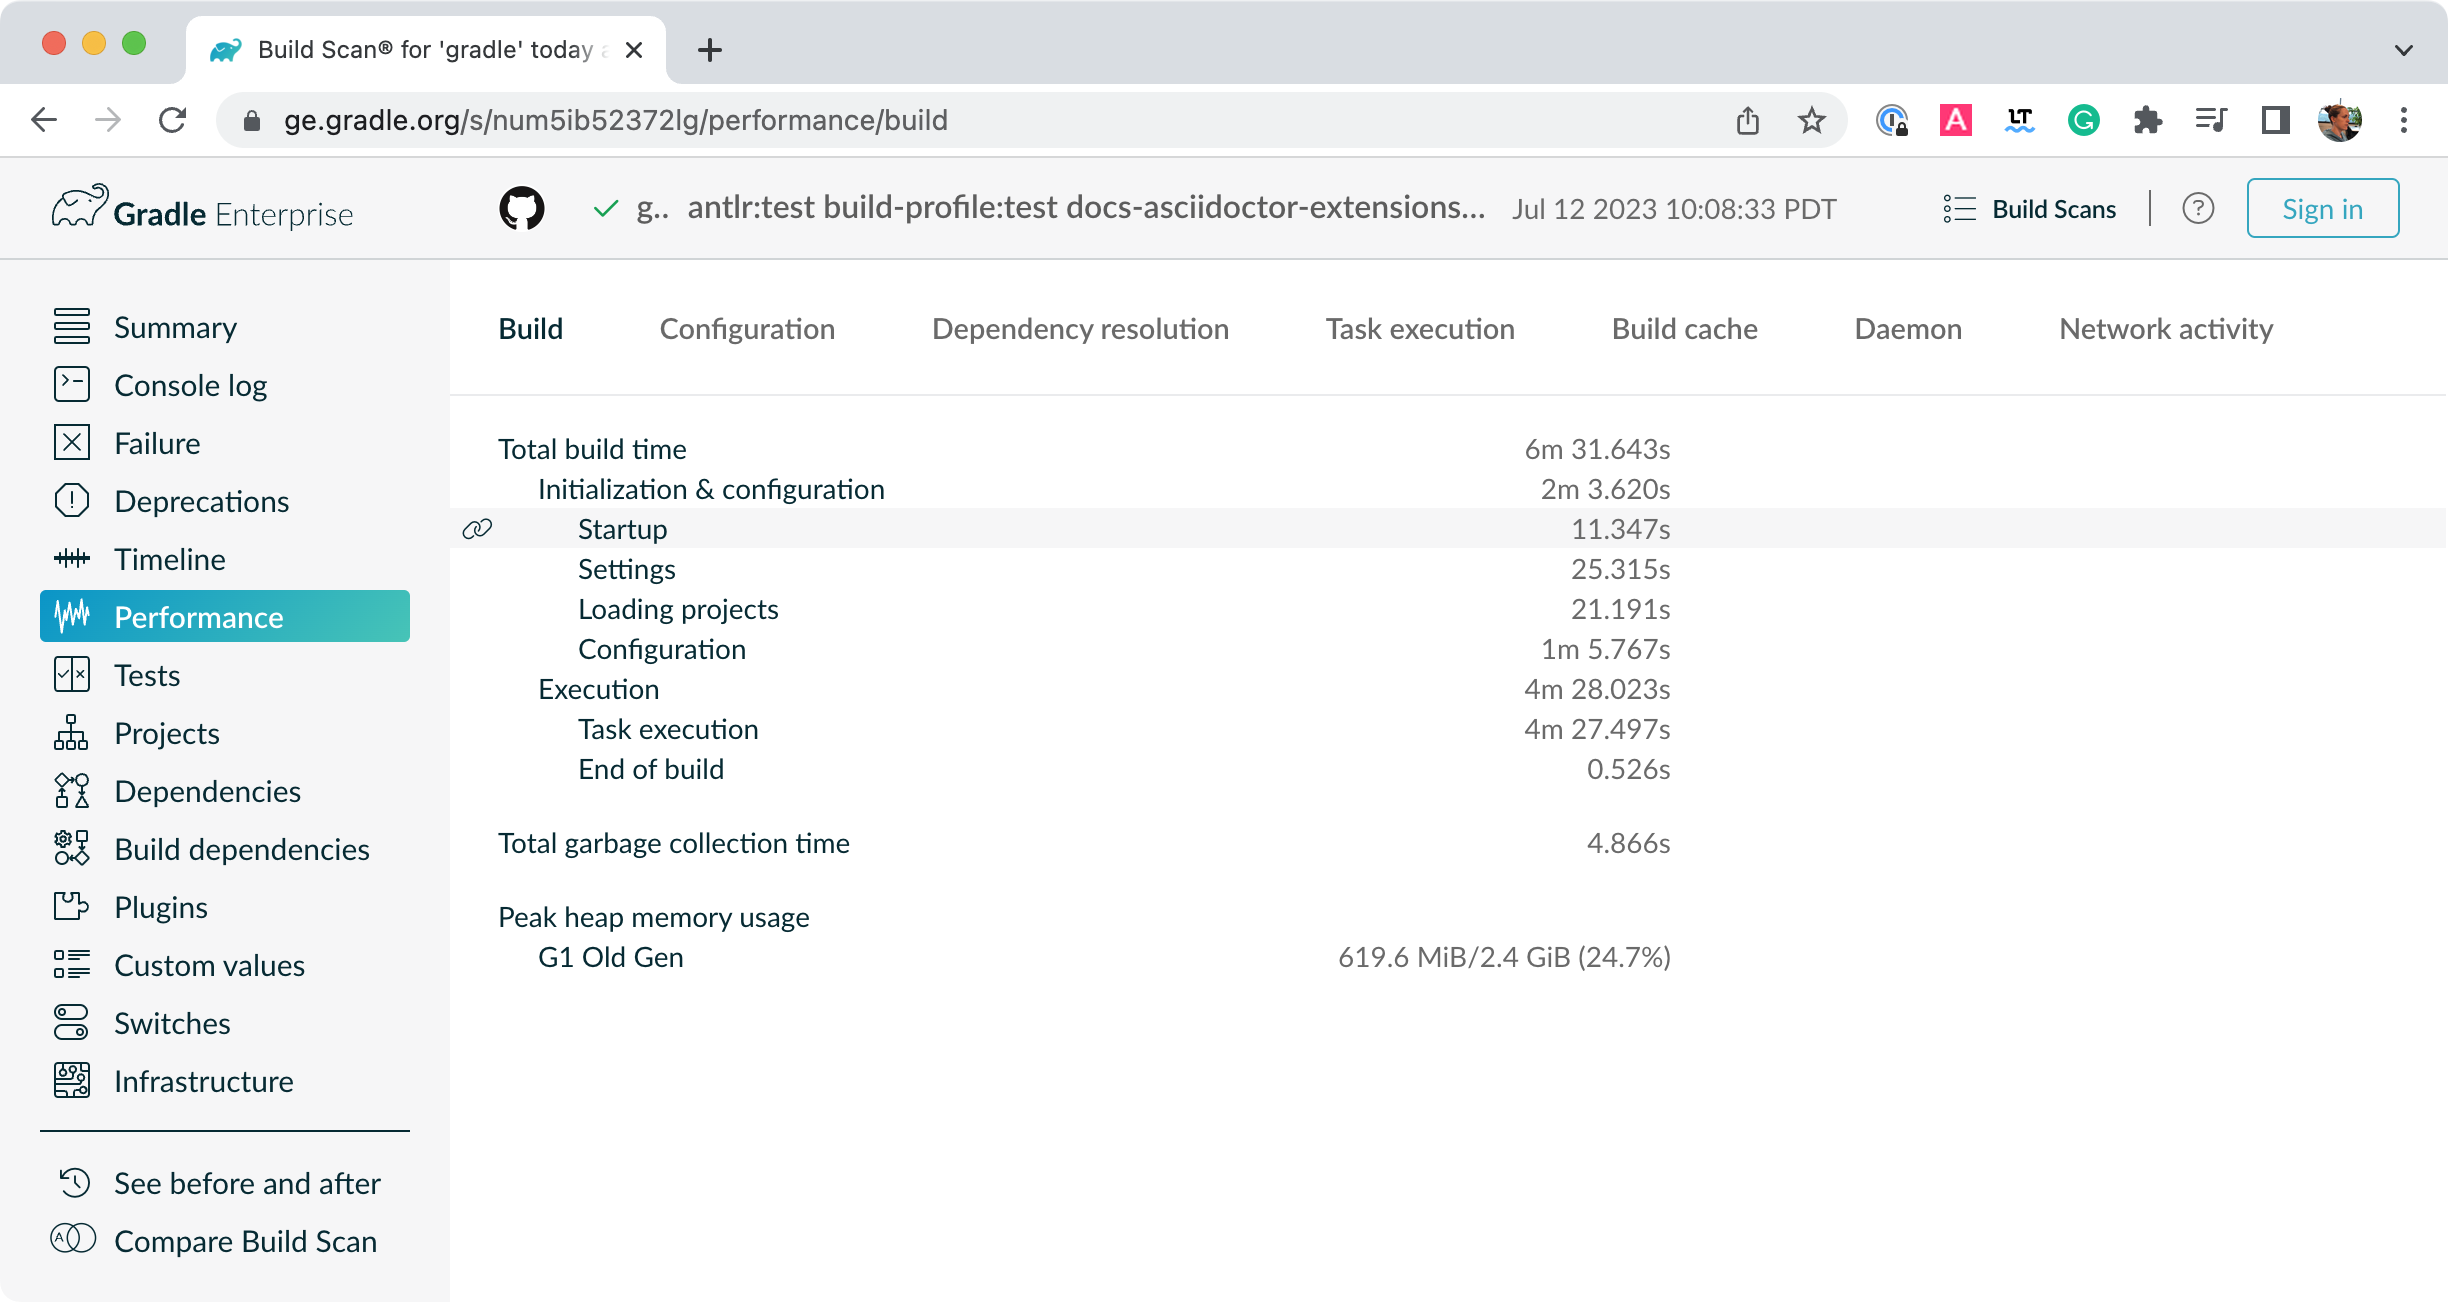 Build Scan® for 'gradle' today
ge.gradle.org/s/num5ib52372lg/performance/build
A
LT
G
Gradle Enterprise
g.. antlr:test build-profile:test docs-asciidoctor-extensions... Jul 12 2023 10:08:33 PDT
Build Scans
?
Sign in
Summary
Console log
Failure
Deprecations
Timeline
Performance
Tests
Projects
Dependencies
Build dependencies
Plugins
Custom values
Switches
Infrastructure
See before and after
A
Compare Build Scan
Build Configuration Dependency resolution Task execution Build cache Daemon Network activity
Total build time 6m 31.643s
Initialization & configuration 2m 3.620s
Startup 11.347s
Settings 25.315s
Loading projects 21.191s
Configuration 1m 5.767s
Execution 4m 28.023s
Task execution 4m 27.497s
End of build 0.526s
Total garbage collection time 4.866s
Peak heap memory usage
G1 Old Gen 619.6 MiB/2.4 GiB (24.7%)